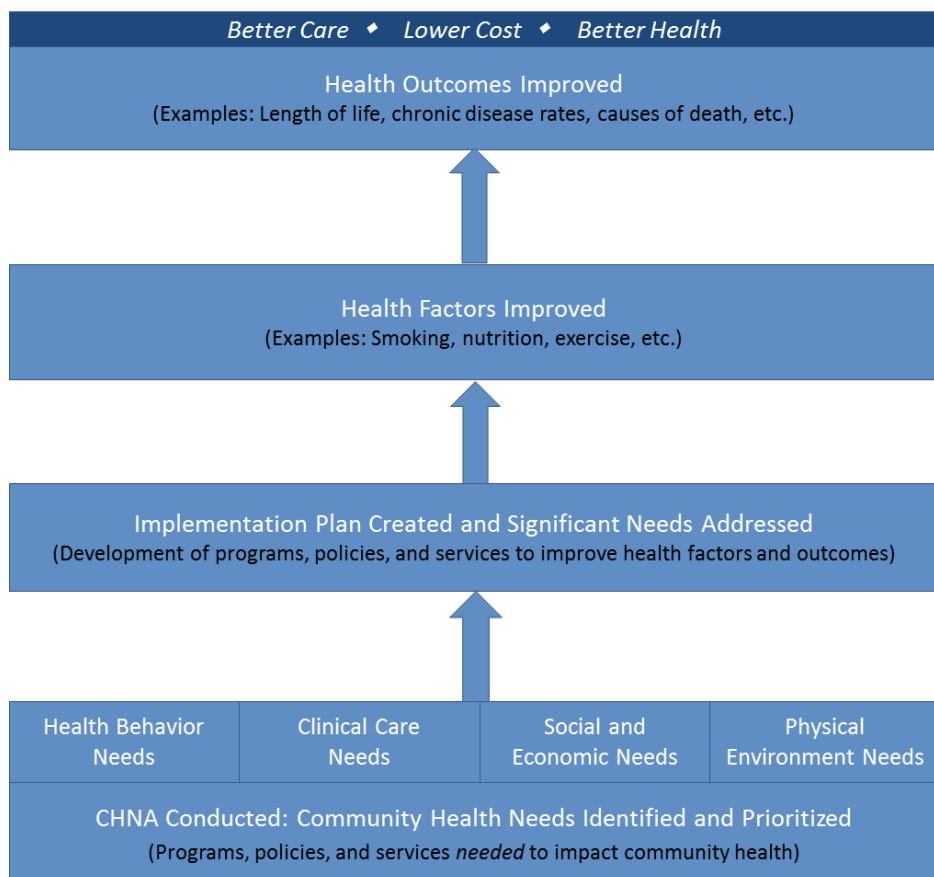 Better Care ◆ Lower Cost ◆ Better Health
Health Outcomes Improved
(Examples: Length of life, chronic disease rates, causes of death, etc.)
Health Factors Improved
(Examples: Smoking, nutrition, exercise, etc.)
Implementation Plan Created and Significant Needs Addressed
(Development of programs, policies, and services to improve health factors and outcomes)
Health Behavior
Needs
Clinical Care
Needs
Social and
Economic Needs
Physical
Environment Needs
CHNA Conducted: Community Health Needs Identified and Prioritized
(Programs, policies, and services needed to impact community health)